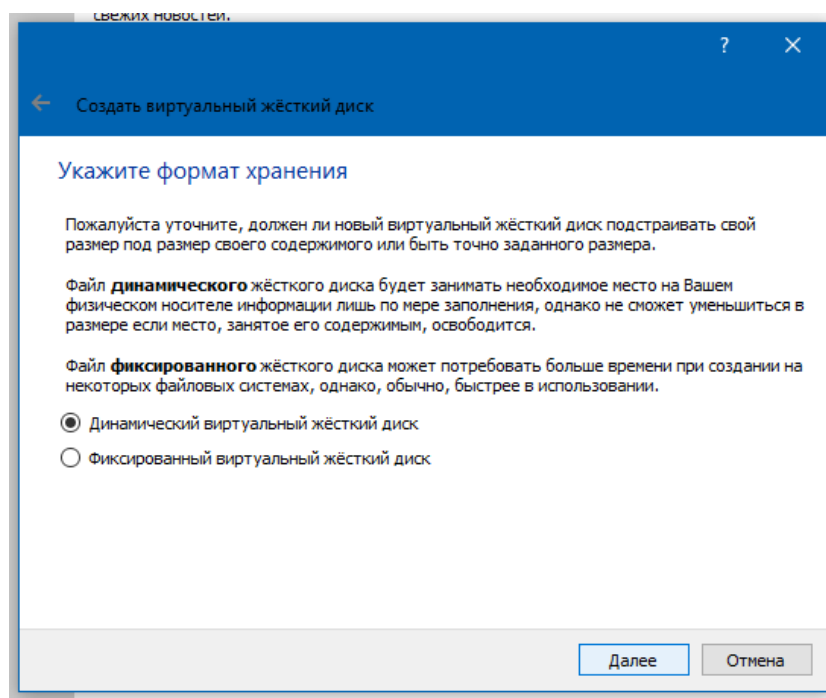 свежих новостей.
?
Создать виртуальный жёсткий диск
Укажите формат хранения
Пожалуйста уточните, должен ли новый виртуальный жёсткий диск подстраивать свой
размер под размер своего содержимого или быть точно заданного размера.
Файл динамического жёсткого диска будет занимать необходимое место на Вашем
физическом носителе информации лишь по мере заполнения, однако не сможет уменьшиться в
размере если место, занятое его содержимым, освободится.
Файл фиксированного жёсткого диска может потребовать больше времени при создании на
некоторых файловых системах, однако, обычно, быстрее в использовании.
Динамический виртуальный жёсткий диск
Фиксированный виртуальный жёсткий диск
Далее
Отмена